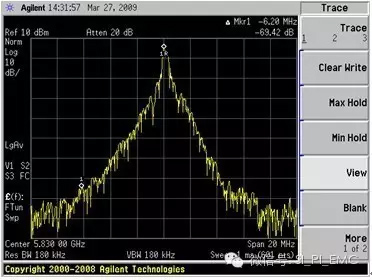 Agilent 14:31:57 Mar 27, 2009
Trace
Mkr1 -6.20 MHz
Ref 10 dBm Atten 20 dB -69.42 dB
Norm
Log
10
dB/
1R
1
LgAv
V1 S2
S3 FC
£(f):
FTun
Swp
Center 5.830 00 GHz Span 20 MHz
Res BW 180 kHz VBW 180 kHz
Copyright 2000-2008 Agilent Technologies
Trace
1 2 3
Clear Write
Max Hold
Min Hold
View
Blank
More
1 of 2